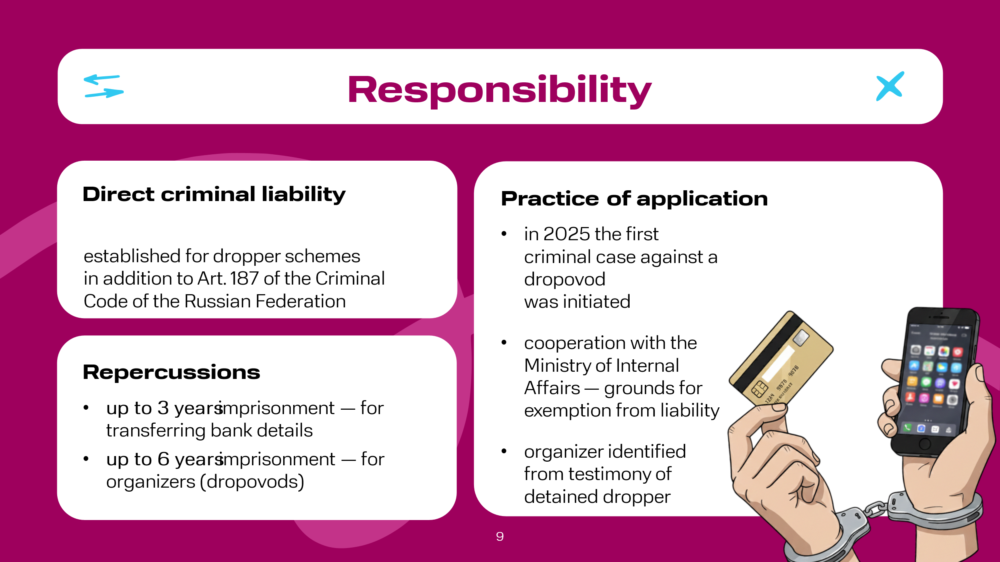 Responsibility
Direct criminal liability
established for dropper schemes
in addition to Art. 187 of the Criminal
Code of the Russian Federation
Repercussions
• up to 3 years imprisonment — for
transferring bank details
• up to 6 years imprisonment — for
organizers (dropovods)
Practice of application
• in 2025 the first
criminal case against a
dropovod
was initiated
• cooperation with the
Ministry of Internal
Affairs — grounds for
exemption from liability
• organizer identified
from testimony of
detained dropper
1234 9876 9876
9